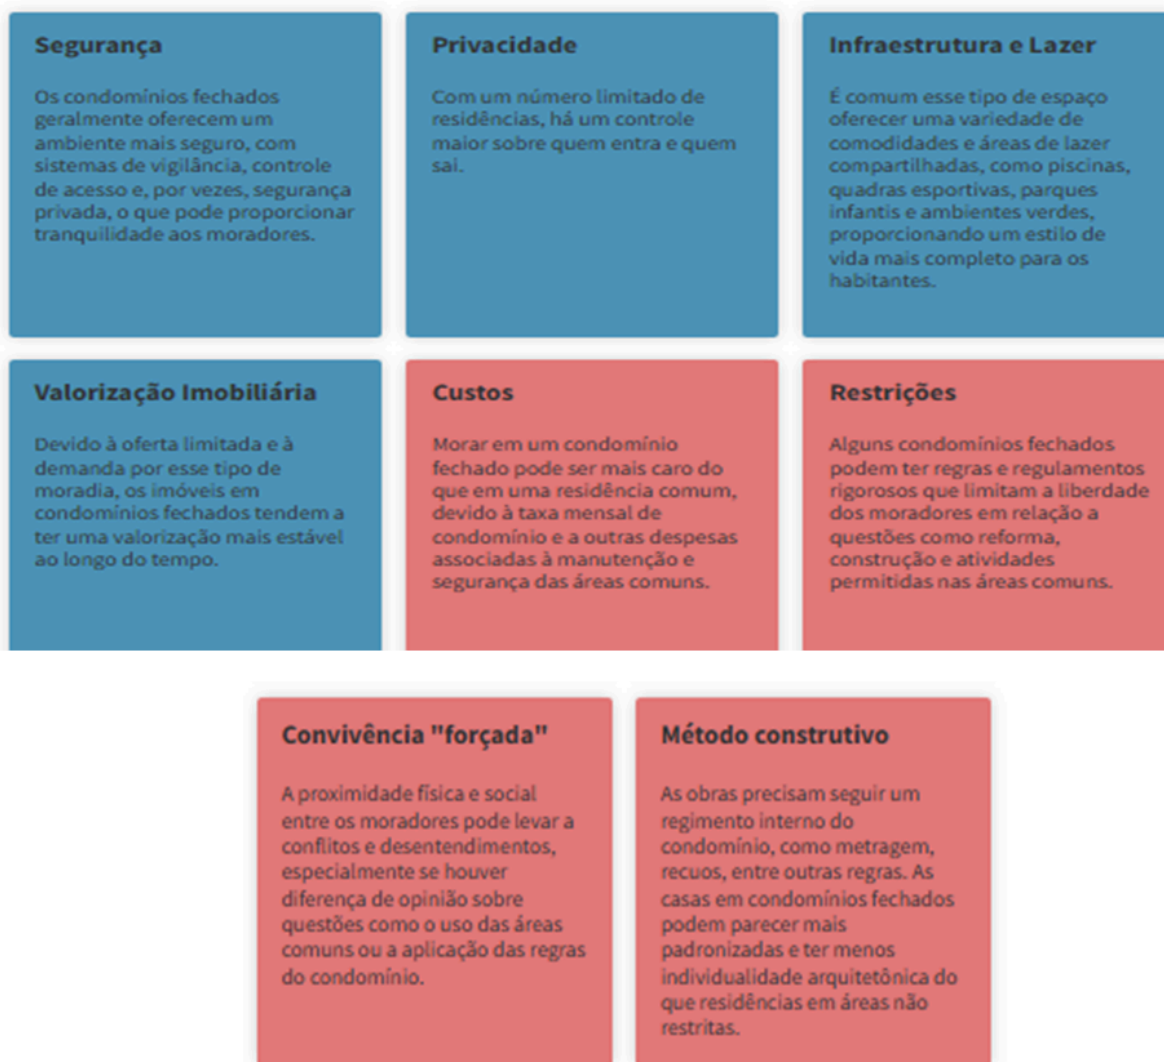 Segurança
Os condomínios fechados
geralmente oferecem um
ambiente mais seguro, com
sistemas de vigilância, controle
de acesso e, por vezes, segurança
privada, o que pode proporcionar
tranquilidade aos moradores.
Privacidade
Com um número limitado de
residências, há um controle
maior sobre quem entra e quem
sai.
Infraestrutura e Lazer
É comum esse tipo de espaço
oferecer uma variedade de
comodidades e áreas de lazer
compartilhadas, como piscinas,
quadras esportivas, parques
infantis e ambientes verdes,
proporcionando um estilo de
vida mais completo para os
habitantes.
Valorização Imobiliária
Devido à oferta limitada e à
demanda por esse tipo de
moradia, os imóveis em
condomínios fechados tendem a
ter uma valorização mais estável
ao longo do tempo.
Custos
Morar em um condomínio
fechado pode ser mais caro do
que em uma residência comum,
devido à taxa mensal de
condomínio e a outras despesas
associadas à manutenção e
segurança das áreas comuns.
Restrições
Alguns condomínios fechados
podem ter regras e regulamentos
rigorosos que limitam a liberdade
dos moradores em relação a
questões como reforma,
construção e atividades
permitidas nas áreas comuns.
Convivência "forçada"
A proximidade física e social
entre os moradores pode levar a
conflitos e desentendimentos,
especialmente se houver
diferença de opinião sobre
questões como o uso das áreas
comuns ou a aplicação das regras
do condomínio.
Método construtivo
As obras precisam seguir um
regimento interno do
condomínio, como metragem,
recuos, entre outras regras. As
casas em condomínios fechados
podem parecer mais
padronizadas e ter menos
individualidade arquitetônica do
que residências em áreas não
restritas.